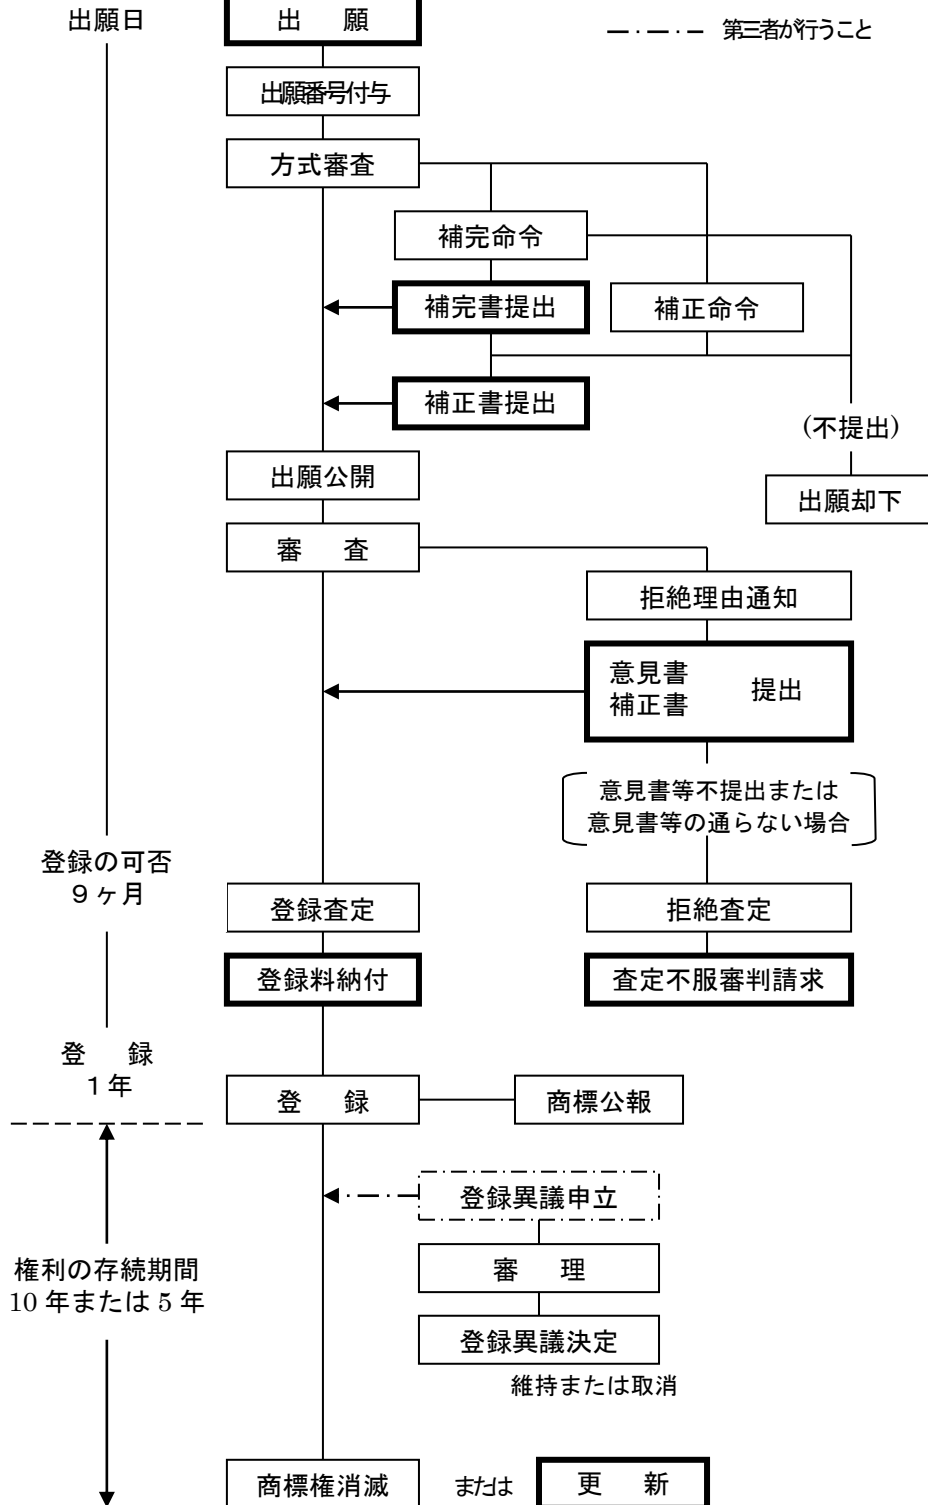 出願日
出　願
第三者が行うこと
出願番号付与
方式審査
補完命令
補完書提出
補正命令
補正書提出
(不提出)
出願公開
出願却下
審　査
拒絶理由通知
意見書
補正書
提出
意見書等不提出または
意見書等の通らない場合
登録の可否
９ヶ月
登録査定
拒絶査定
登録料納付
査定不服審判請求
登　録
１年
登　録
商標公報
登録異議申立
審　理
権利の存続期間
10 年または 5 年
登録異議決定
維持または取消
商標権消滅
または
更　新